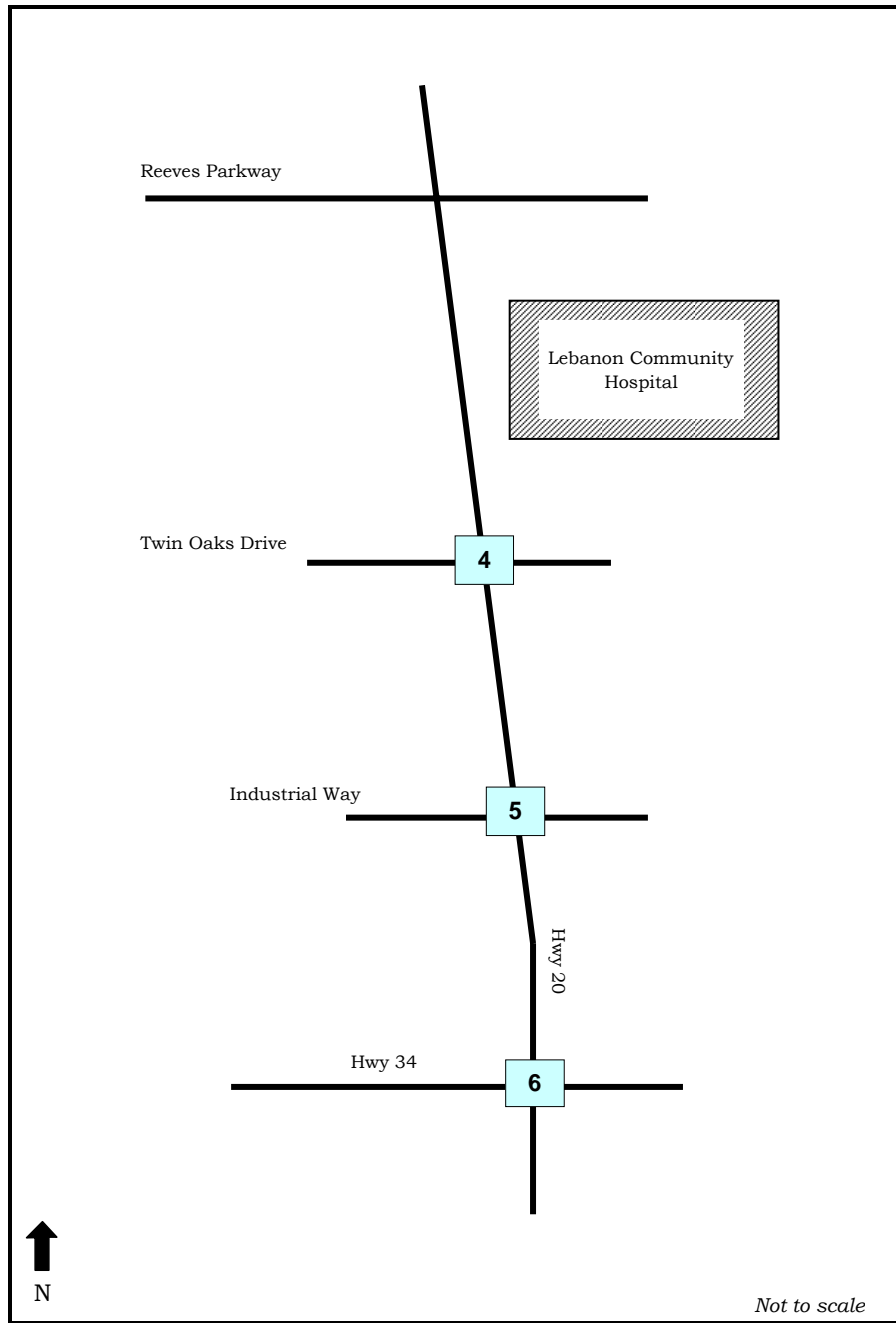 Reeves Parkway
Lebanon Community
Hospital
Twin Oaks Drive
4
Industrial Way
5
Hwy 20
Hwy 34
6
N
Not to scale